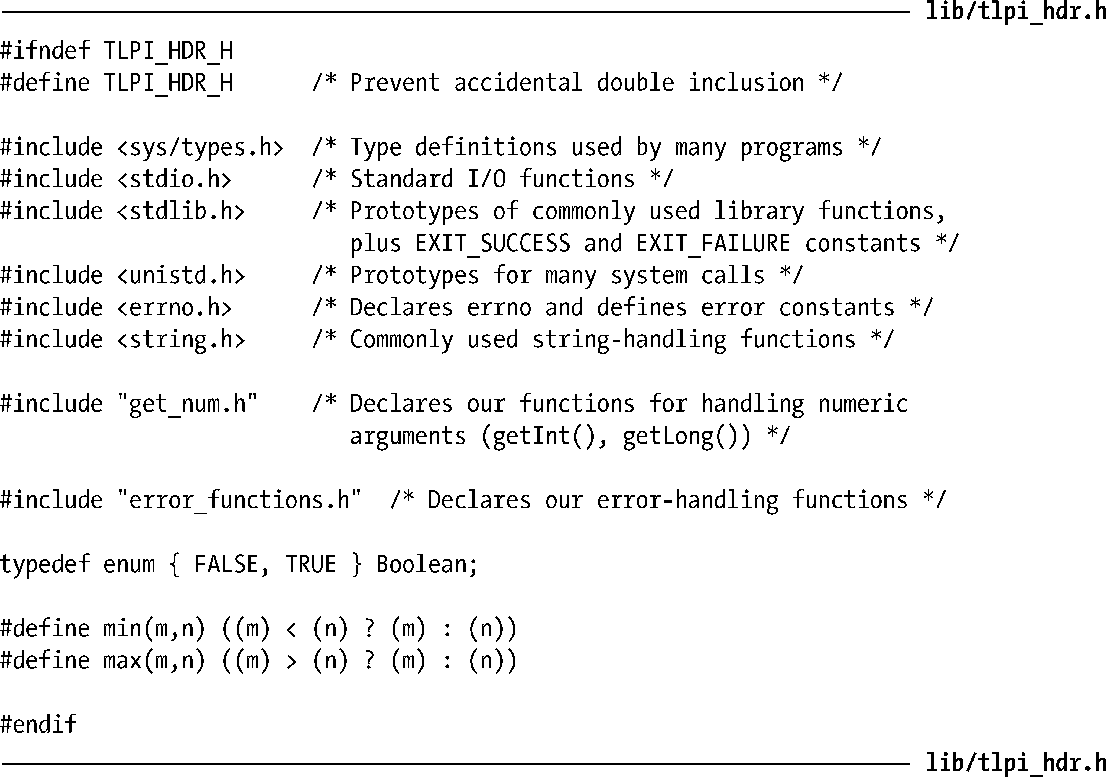 lib/tlpi_hdr.h
#ifndef TLPI_HDR_H
#define TLPI_HDR_H      /* Prevent accidental double inclusion */
#include <sys/types.h>  /* Type definitions used by many programs */
#include <stdio.h>      /* Standard I/O functions */
#include <stdlib.h>     /* Prototypes of commonly used library functions,
                           plus EXIT_SUCCESS and EXIT_FAILURE constants */
#include <unistd.h>     /* Prototypes for many system calls */
#include <errno.h>      /* Declares errno and defines error constants */
#include <string.h>     /* Commonly used string-handling functions */
#include "get_num.h"    /* Declares our functions for handling numeric
                           arguments (getInt(), getLong()) */
#include "error_functions.h"  /* Declares our error-handling functions */
typedef enum { FALSE, TRUE } Boolean;
#define min(m,n) ((m) < (n) ? (m) : (n))
#define max(m,n) ((m) > (n) ? (m) : (n))
#endif
lib/tlpi_hdr.h